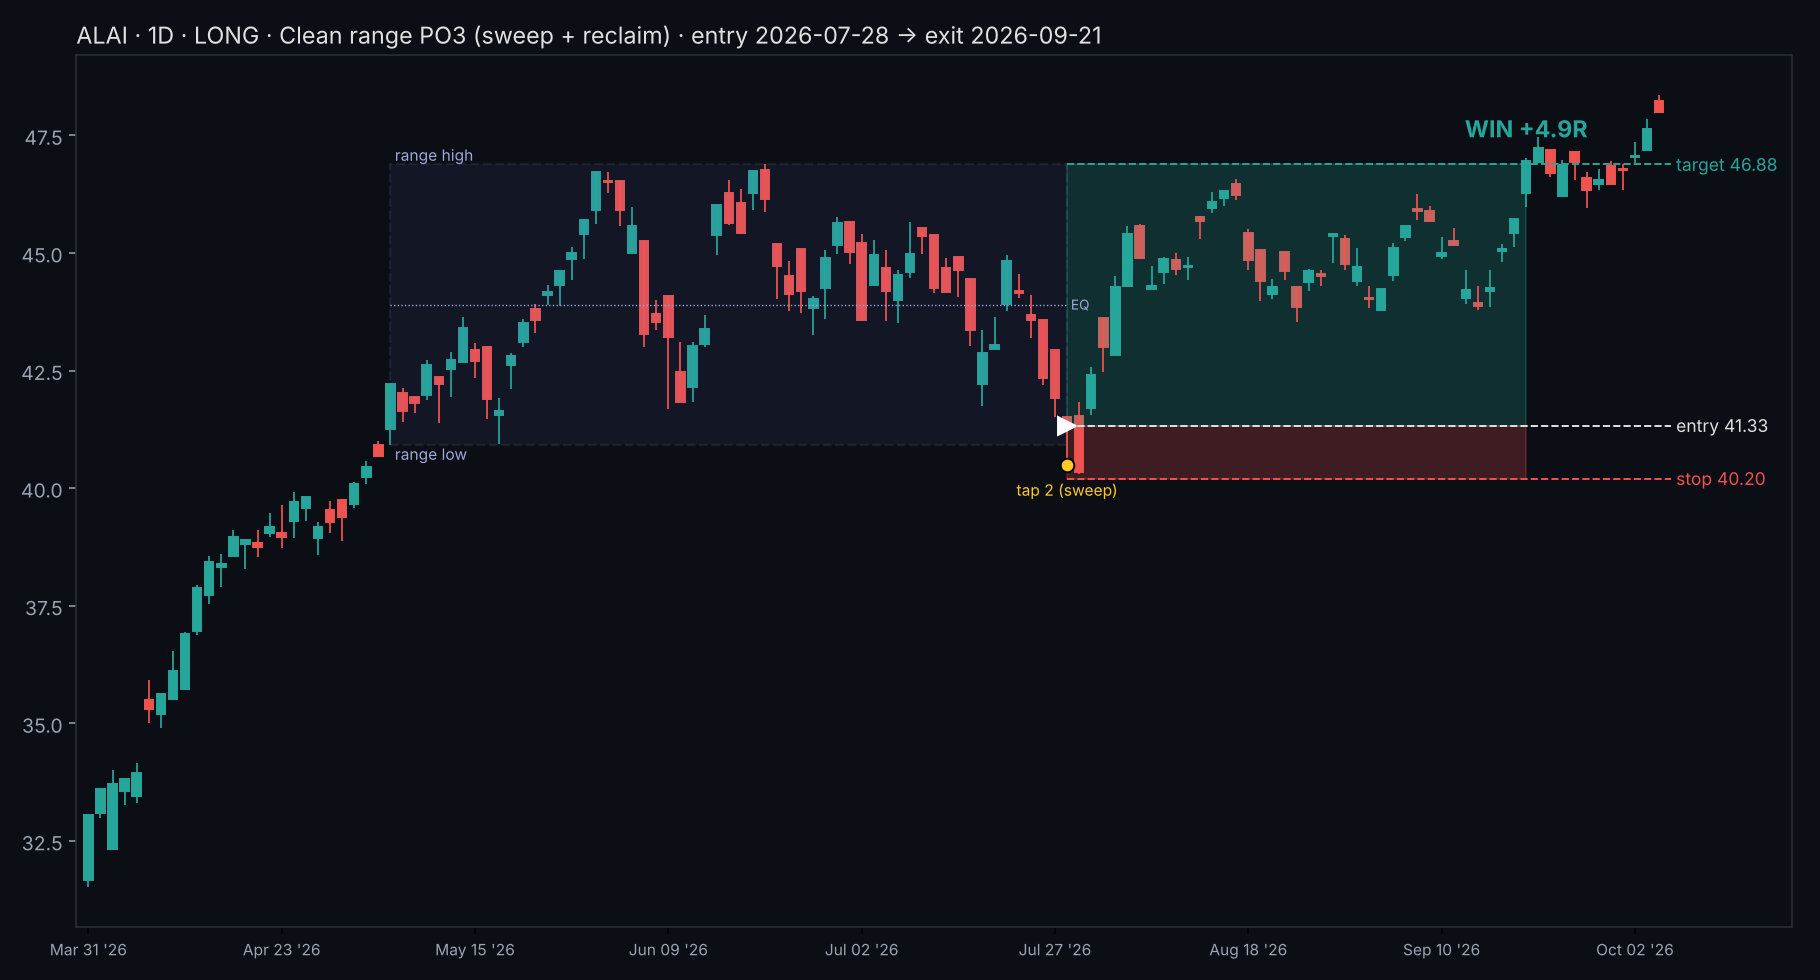 ALAI · 1D · LONG · Clean range PO3 (sweep + reclaim) · entry 2026-07-28 → exit 2026-09-21
47.5
45.0
42.5
40.0
37.5
35.0
32.5
range high
range low
EQ
tap 2 (sweep)
WIN +4.9R
target 46.88
entry 41.33
stop 40.20
Mar 31 '26
Apr 23 '26
May 15 '26
Jun 09 '26
Jul 02 '26
Jul 27 '26
Aug 18 '26
Sep 10 '26
Oct 02 '26